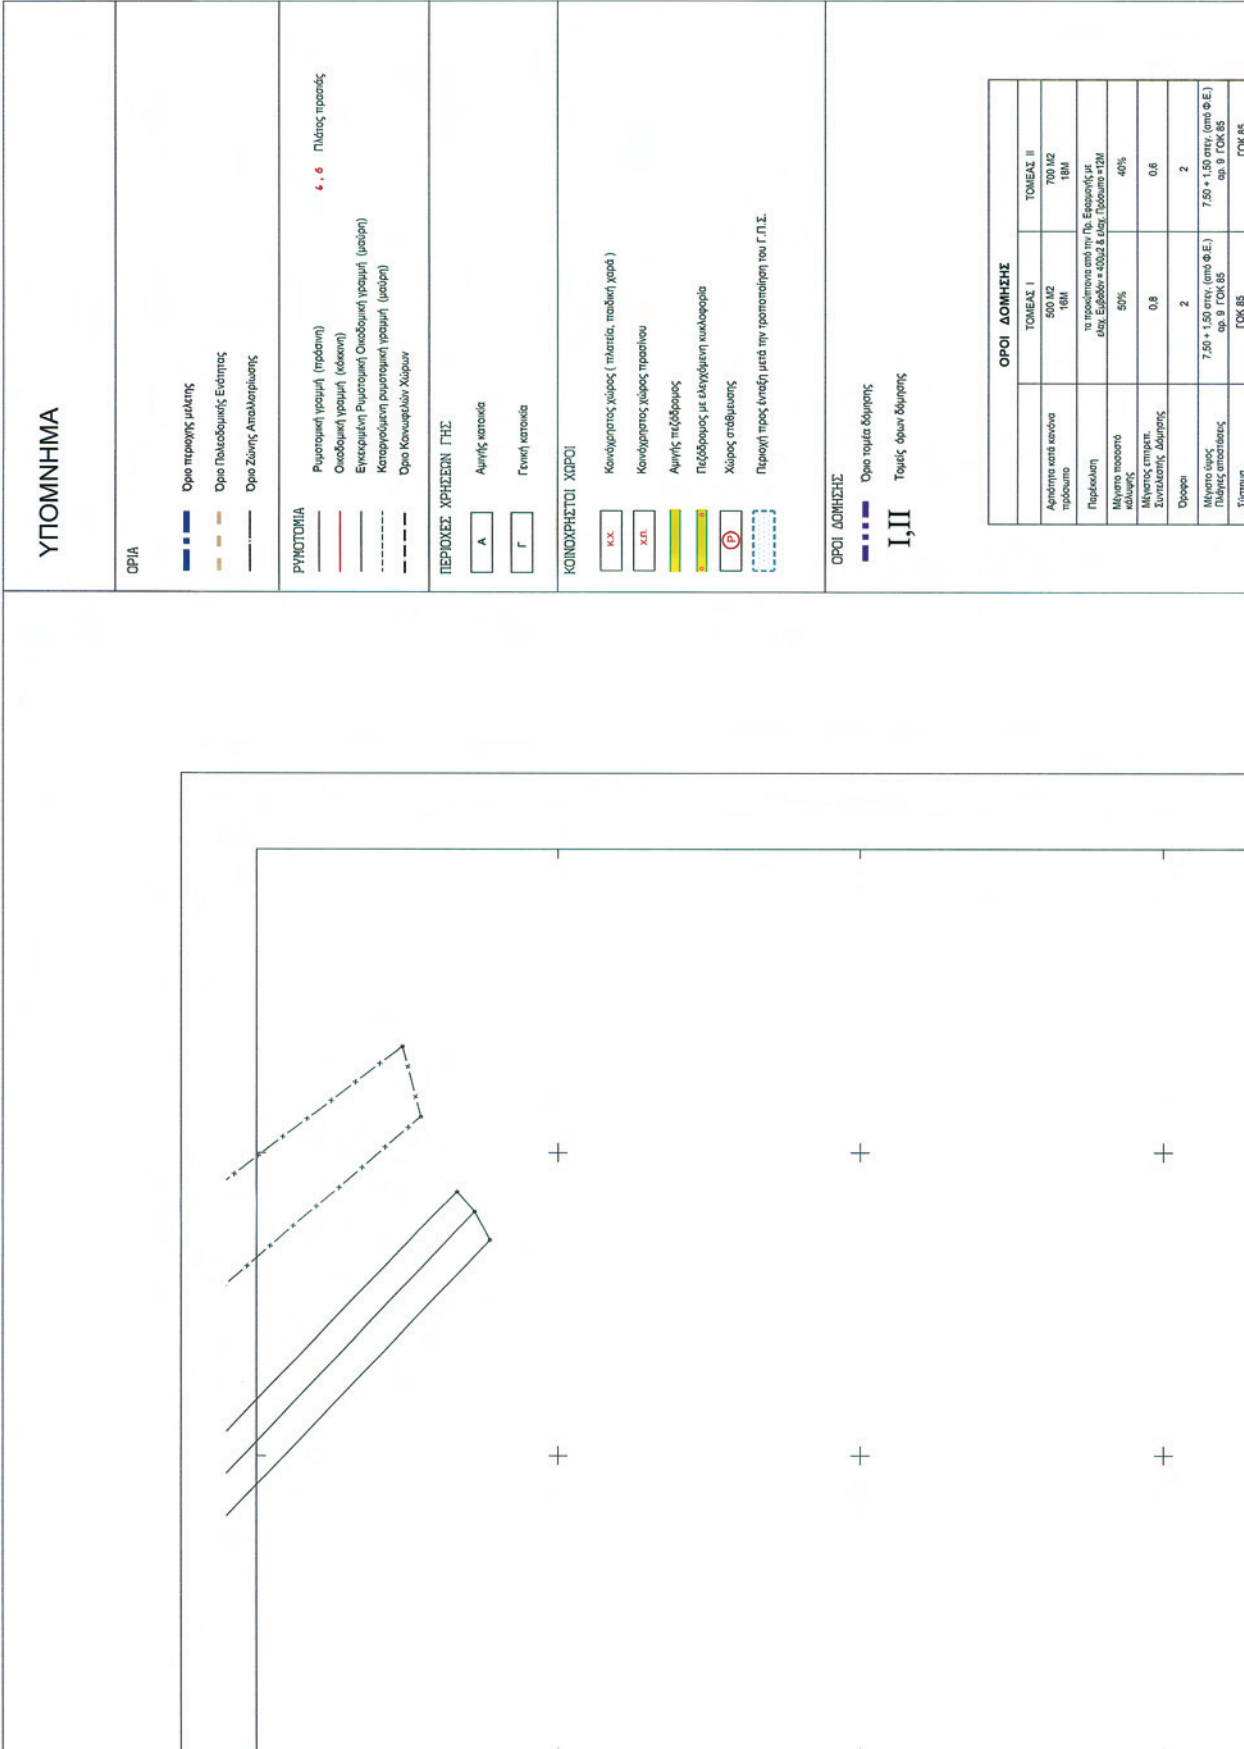 ΥΠΟΜΝΗΜΑ
ΟΡΙΑ
Όριο περιοχης μελετης
Όριο Πολεοδομικής Ενότητας
Όριο Ζώνης Απαλλοτρίωσης
ΡΥΜΟΤΟΜΙΑ
Ρυμοτομική γραμμή (πράσινη)
6 , 6 Πλάτος πρασιάς
Οικοδομική γραμμή (κόκκινη)
Εγκεκριμένη Ρυμοτομική Οικοδομική γραμμή (μαύρη)
Καταργούμενη ρυμοτομική γραμμή (μαύρη)
Όριο Κοινωφελών Χώρων
ΠΕΡΙΟΧΕΣ ΧΡΗΣΕΩΝ ΓΗΣ
Α Αμιγής κατοικία
Γ Γενική κατοικία
ΚΟΙΝΟΧΡΗΣΤΟΙ ΧΩΡΟΙ
Κ.Χ. Κοινόχρηστος χώρος ( πλατεία, παιδική χαρά )
Χ.Π. Κοινόχρηστος χώρος πρασίνου
Αμιγής πεζόδρομος
Πεζόδρομος με ελεγχόμενη κυκλοφορία
P Χώρος στάθμευσης
Περιοχή προς ένταξη μετά την τροποποίηση του Γ.Π.Σ.
ΟΡΟΙ ΔΟΜΗΣΗΣ
Όριο τομέα δόμησης
I,II Τομείς όρων δόμησης
ΟΡΟΙ ΔΟΜΗΣΗΣ
ΤΟΜΕΑΣ Ι ΤΟΜΕΑΣ ΙΙ
Αρτιότητα κατά κανόνα 500 Μ2 700 Μ2
πρόσωπο 16Μ 18Μ
Παρέκκλιση τα προκύπτοντα από την Πρ. Εφαρμογής με
ελαχ. Εμβαδόν = 400μ2 & ελαχ. Πρόσωπο =12Μ
Μέγιστο ποσοστό 50% 40%
κάλυψης
Μέγιστος επιτρεπτ. 0,8 0,6
Συντελεστής Δόμησης
Όροφοι 2 2
Μέγιστο ύψος 7,50 + 1,50 στεγ. (από Φ.Ε.) 7,50 + 1,50 στεγ. (από Φ.Ε.)
Πλάγιες αποστάσεις αρ. 9 ΓΟΚ 85 αρ. 9 ΓΟΚ 85
Σύστημα ΓΟΚ 85 ΓΟΚ 85